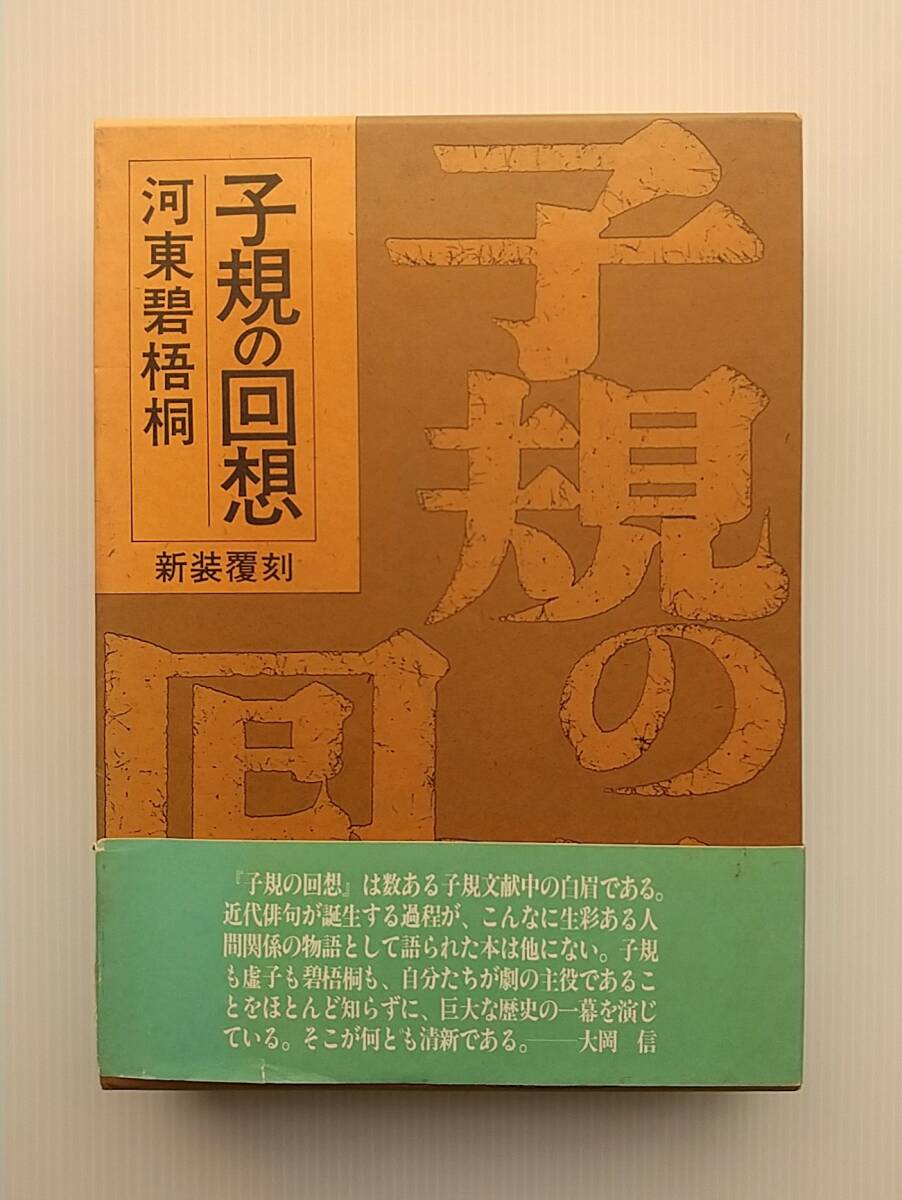 子規の回想
河東碧梧桐
新装覆刻
子規の
回
『子規の回想』は数ある子規文献中の白眉である。
近代俳句が誕生する過程が、こんなに生彩ある人
間関係の物語として語られた本は他にない。子規
も虚子も碧梧桐も、自分たちが劇の主役であるこ
とをほとんど知らずに、巨大な歴史の一幕を演じ
ている。そこが何とも清新である。――大岡 信